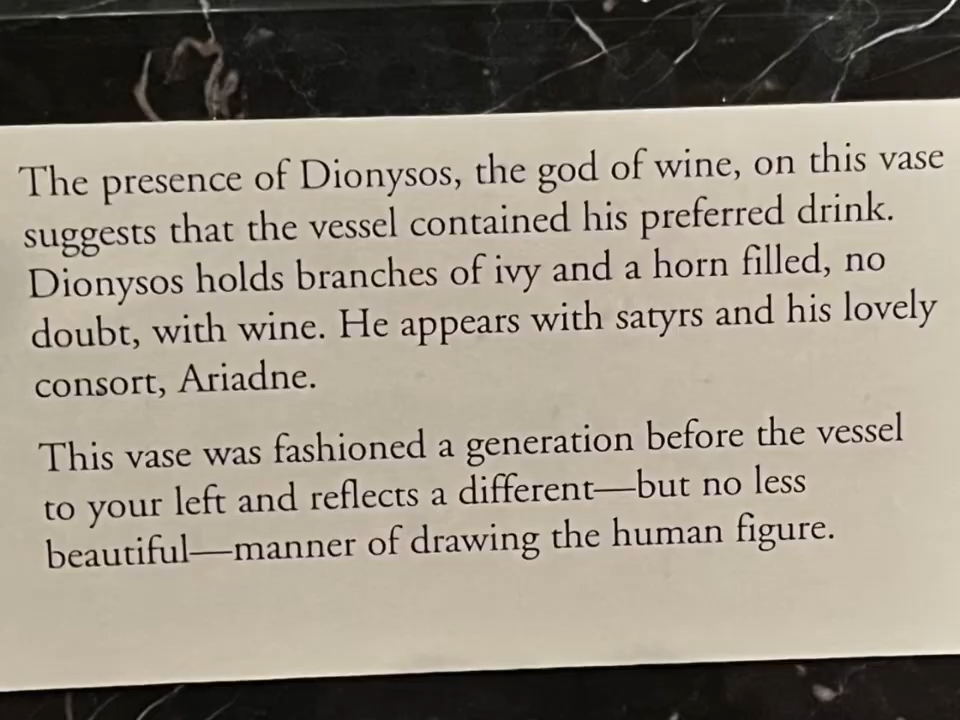 The presence of Dionysos, the god of wine, on this vase
suggests that the vessel contained his preferred drink.
Dionysos holds branches of ivy and a horn filled, no
doubt, with wine. He appears with satyrs and his lovely
consort, Ariadne.
This vase was fashioned a generation before the vessel
to your left and reflects a different—but no less
beautiful—manner of drawing the human figure.